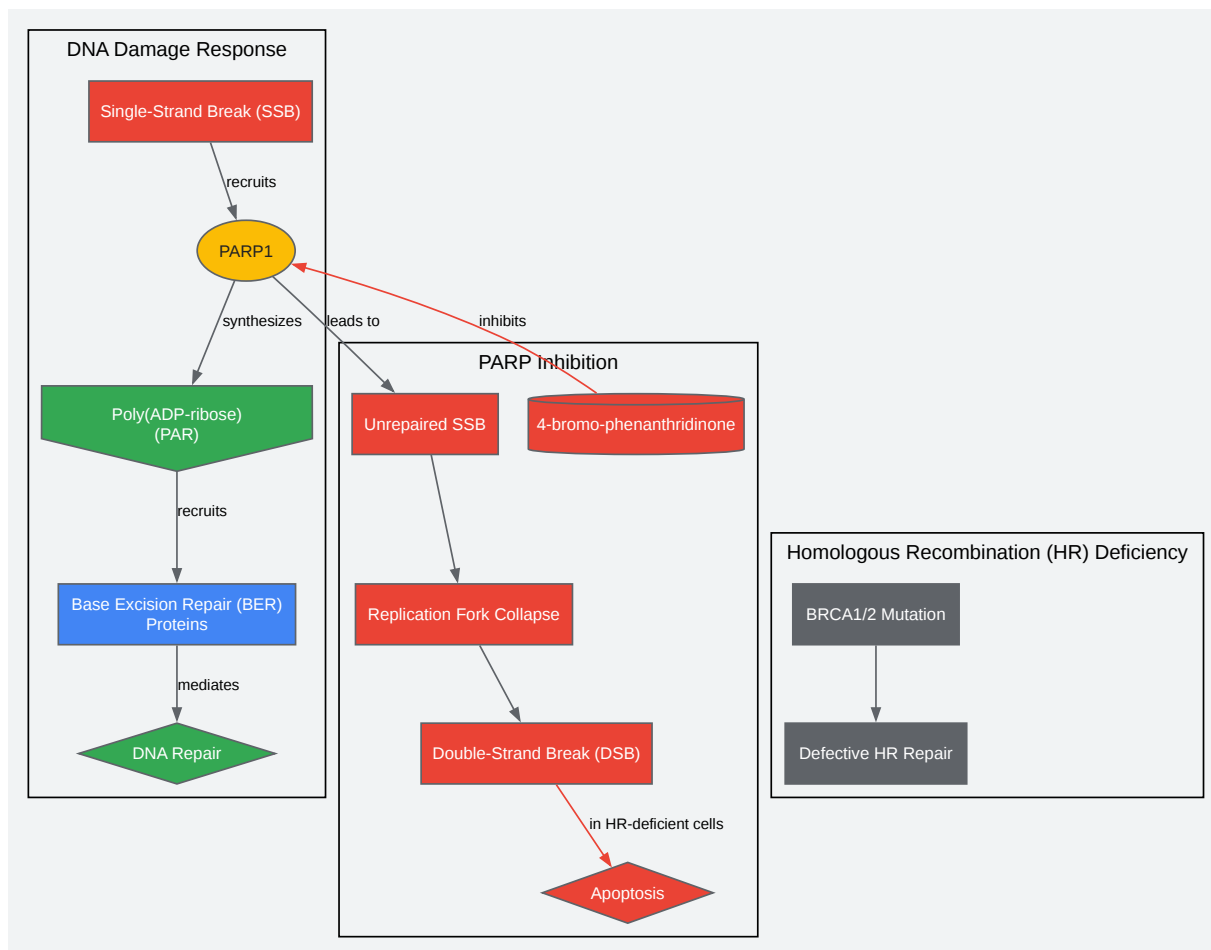 DNA Damage Response
Single-Strand Break (SSB)
recruits
PARP1
synthesizes
leads to
inhibits
Poly(ADP-ribose)
(PAR)
recruits
Base Excision Repair (BER)
Proteins
mediates
DNA Repair
PARP Inhibition
Unrepaired SSB
4-bromo-phenanthridinone
Replication Fork Collapse
Double-Strand Break (DSB)
in HR-deficient cells
Apoptosis
Homologous Recombination (HR) Deficiency
BRCA1/2 Mutation
Defective HR Repair